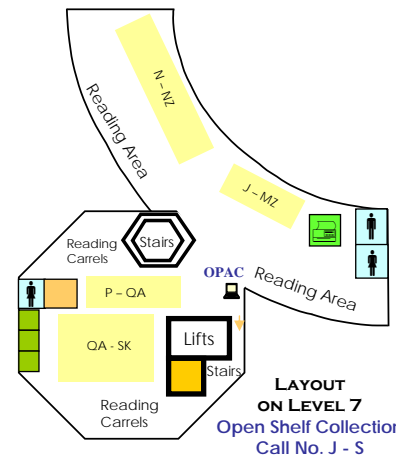 N – NZ
Reading Area
J – MZ
Reading
Carrels
Stairs
OPAC
Reading Area
P – QA
QA - SK
Lifts
Stairs
Reading
Carrels
LAYOUT
ON LEVEL 7
Open Shelf Collection
Call No. J - S